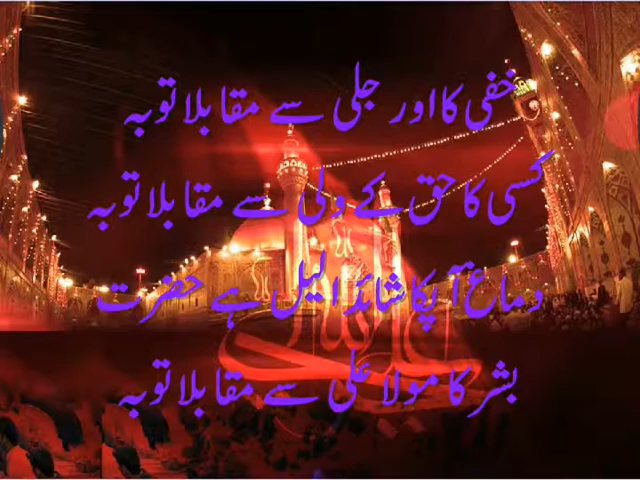 خفی کا اور جلی سے مقابلا توبہ
کسی کا حق کے ولی سے مقابلا توبہ
دماغ آپکا شائد الیل ہے حضرت
بشر کا مولا علی سے مقابلا توبہ